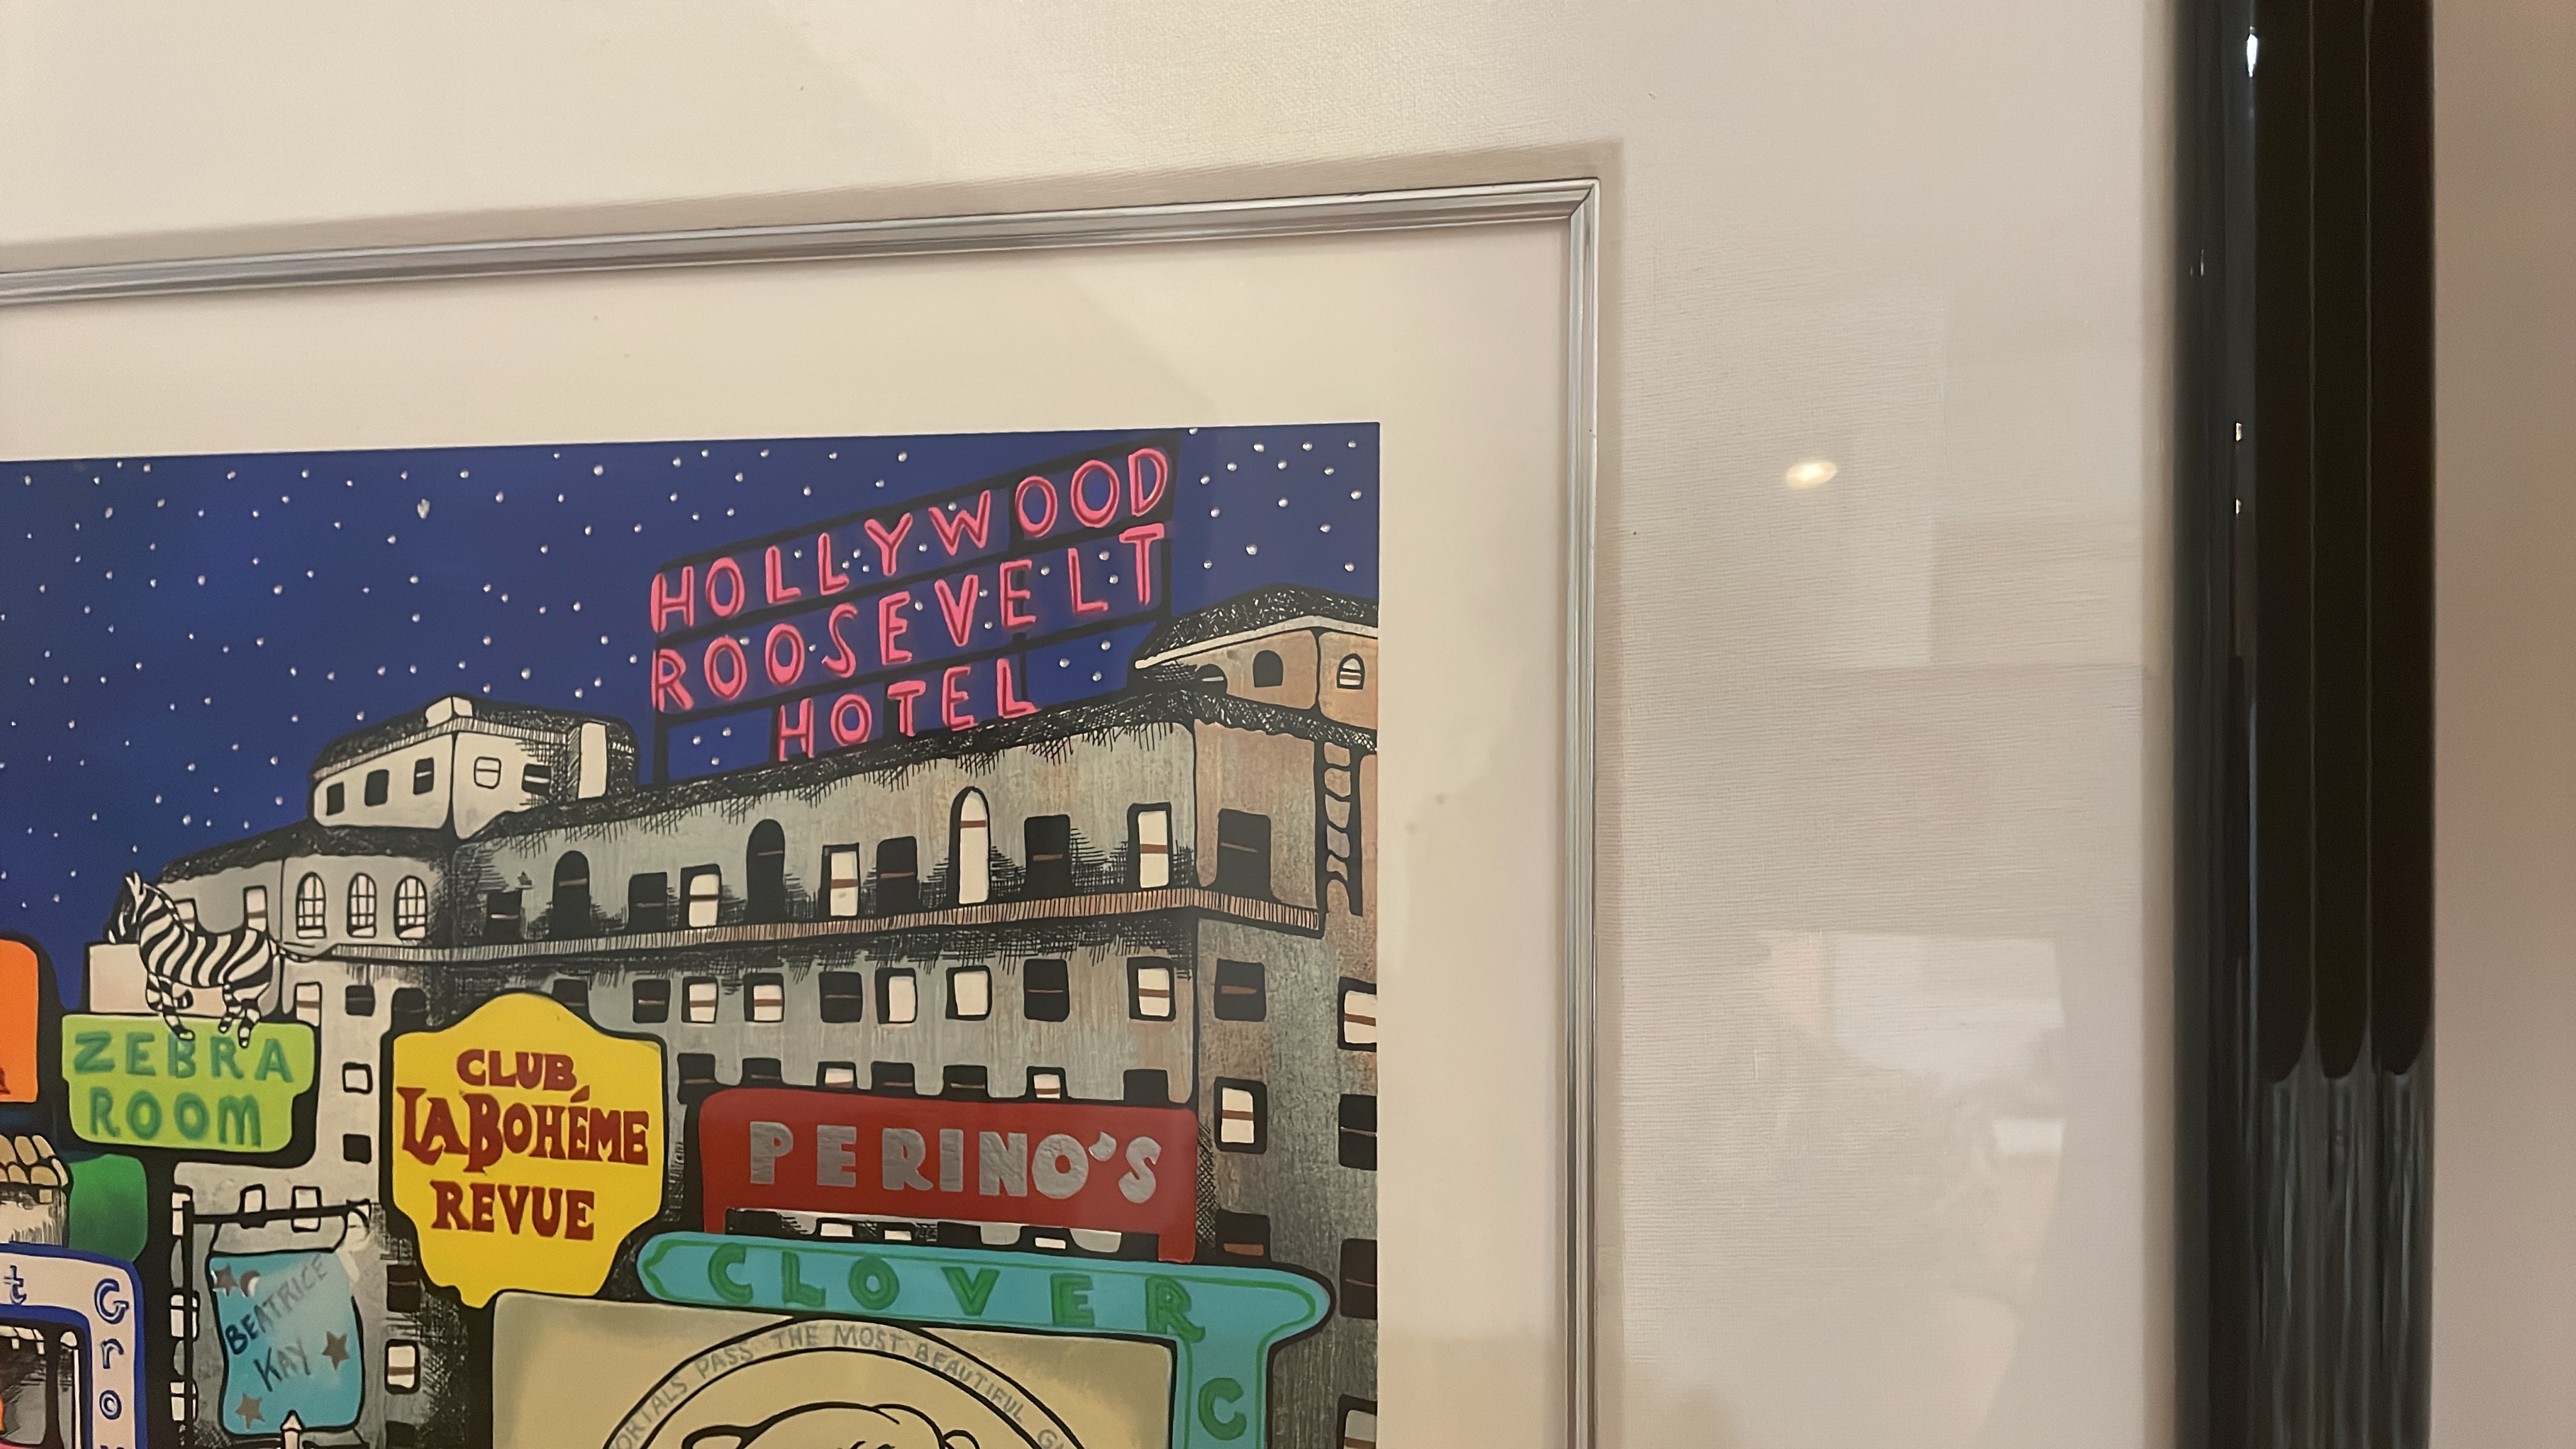 HOLLYWOOD
ROOSEVELT
HOTEL
ZEBRA
ROOM
CLUB
LA BOHÉME
REVUE
PERINO'S
CLOVER
C
BEATRICE
KAY
t G
r
o
PASS THE MOST BEAUTIFUL